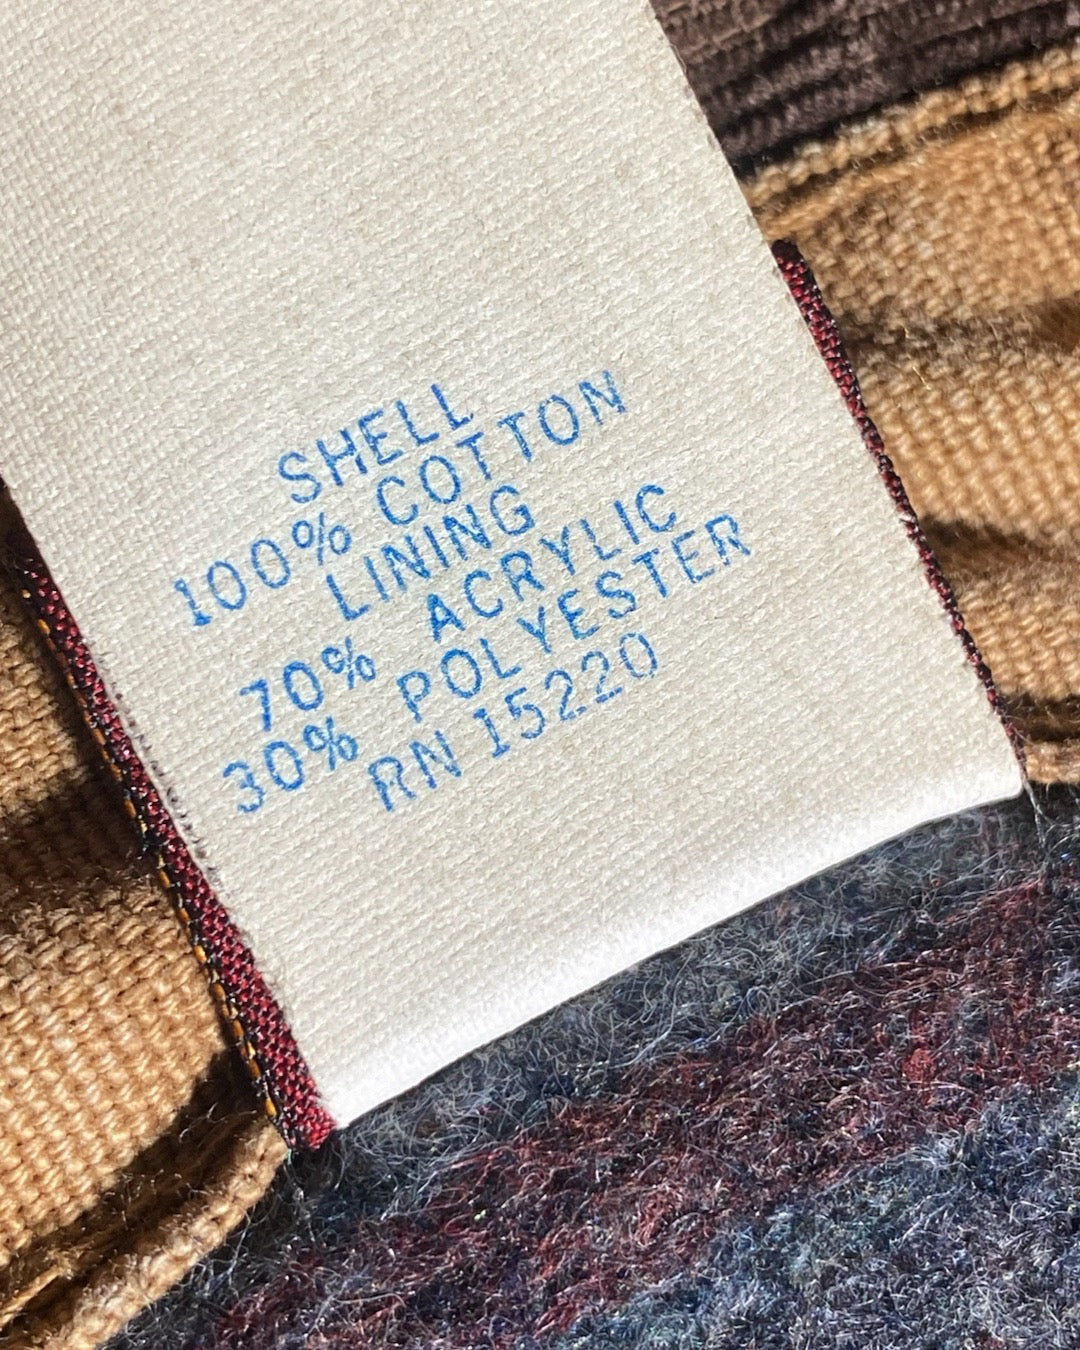 SHELL
100% COTTON
LINING
70% ACRYLIC
30% POLYESTER
RN 15220